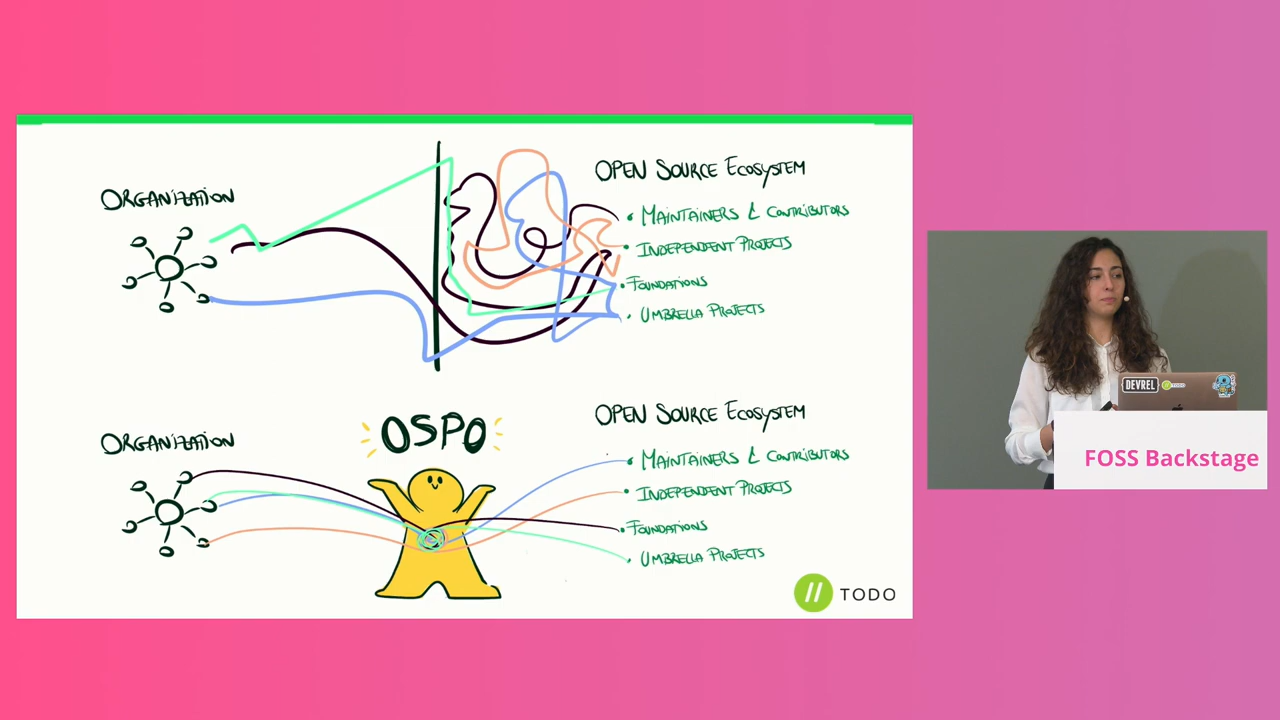 ORGANIZATION
OPEN SOURCE ECOSYSTEM
• MAINTAINERS & CONTRIBUTORS
• INDEPENDENT PROJECTS
• FOUNDATIONS
• UMBRELLA PROJECTS
OSPO
ORGANIZATION
OPEN SOURCE ECOSYSTEM
• MAINTAINERS & CONTRIBUTORS
• INDEPENDENT PROJECTS
• FOUNDATIONS
• UMBRELLA PROJECTS
// TODO
DEVREL
// TODO
FOSS Backstage